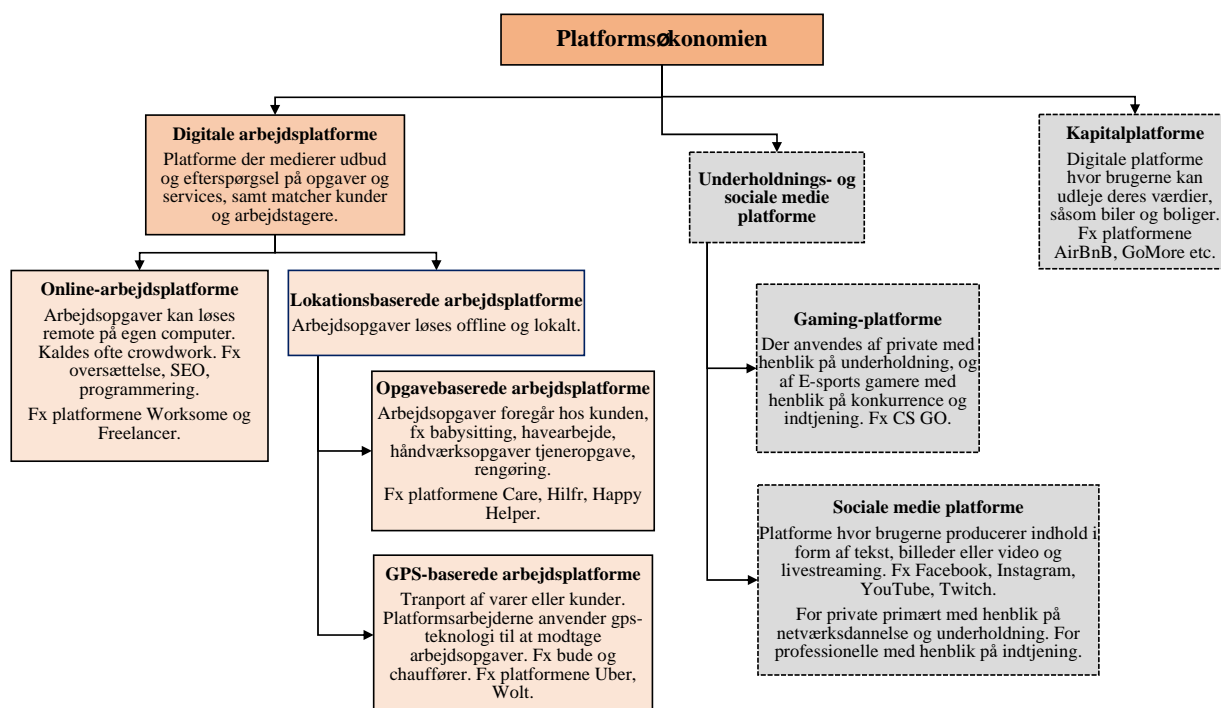 Platformsøkonomien
Digitale arbejdsplatforme
Platforme der medierer udbud
og efterspørgsel på opgaver og
services, samt matcher kunder
og arbejdstagere.
Online-arbejdsplatforme
Arbejdsopgaver kan løses
remote på egen computer.
Kaldes ofte crowdwork. Fx
oversættelse, SEO,
programmering.
Fx platformene Worksome og
Freelancer.
Lokationsbaserede arbejdsplatforme
Arbejdsopgaver løses offline og lokalt.
Opgavebaserede arbejdsplatforme
Arbejdsopgaver foregår hos kunden,
fx babysitting, havearbejde,
håndværksopgaver tjeneropgave,
rengøring.
Fx platformene Care, Hilfr, Happy
Helper.
GPS-baserede arbejdsplatforme
Tranport af varer eller kunder.
Platformsarbejderne anvender gps-
teknologi til at modtage
arbejdsopgaver. Fx bude og
chauffører. Fx platformene Uber,
Wolt.
Underholdnings- og
sociale medie
platforme
Gaming-platforme
Der anvendes af private med
henblik på underholdning, og
af E-sports gamere med
henblik på konkurrence og
indtjening. Fx CS GO.
Sociale medie platforme
Platforme hvor brugerne producerer indhold i
form af tekst, billeder eller video og
livestreaming. Fx Facebook, Instagram,
YouTube, Twitch.
For private primært med henblik på
netværksdannelse og underholdning. For
professionelle med henblik på indtjening.
Kapitalplatforme
Digitale platforme
hvor brugerne kan
udleje deres værdier,
såsom biler og boliger.
Fx platformene
AirBnB, GoMore etc.